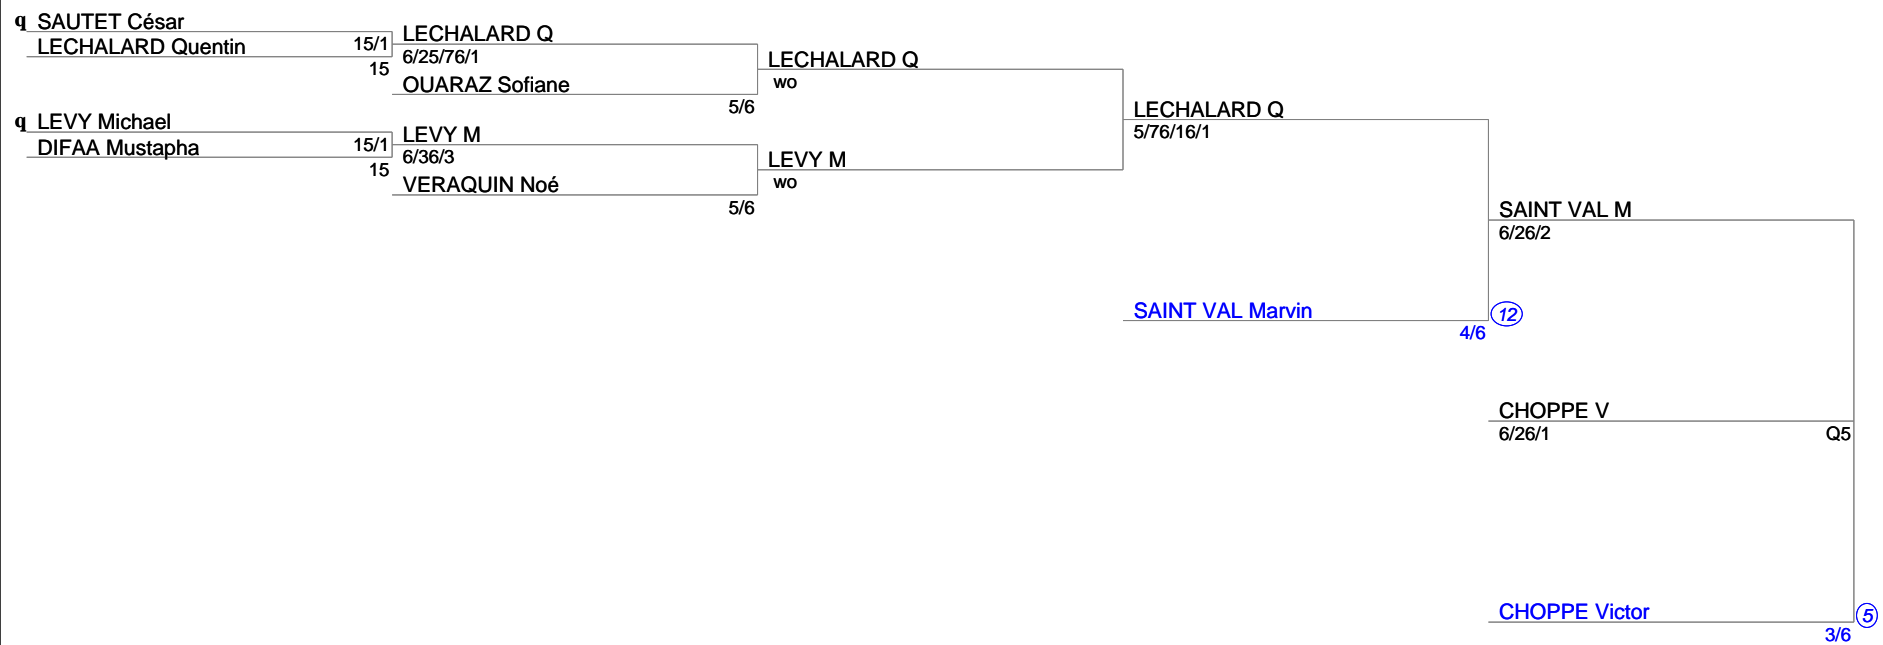 q SAUTET César
LECHALARD Quentin 15/1
15
LECHALARD Q
6/25/76/1
OUARAZ Sofiane
5/6
LECHALARD Q
wo
q LEVY Michael
DIFAA Mustapha 15/1
15
LEVY M
6/36/3
VERAQUIN Noé
5/6
LEVY M
wo
LECHALARD Q
5/76/16/1
SAINT VAL Marvin 12
4/6
SAINT VAL M
6/26/2
CHOPPE V
6/26/1 Q5
CHOPPE Victor 5
3/6